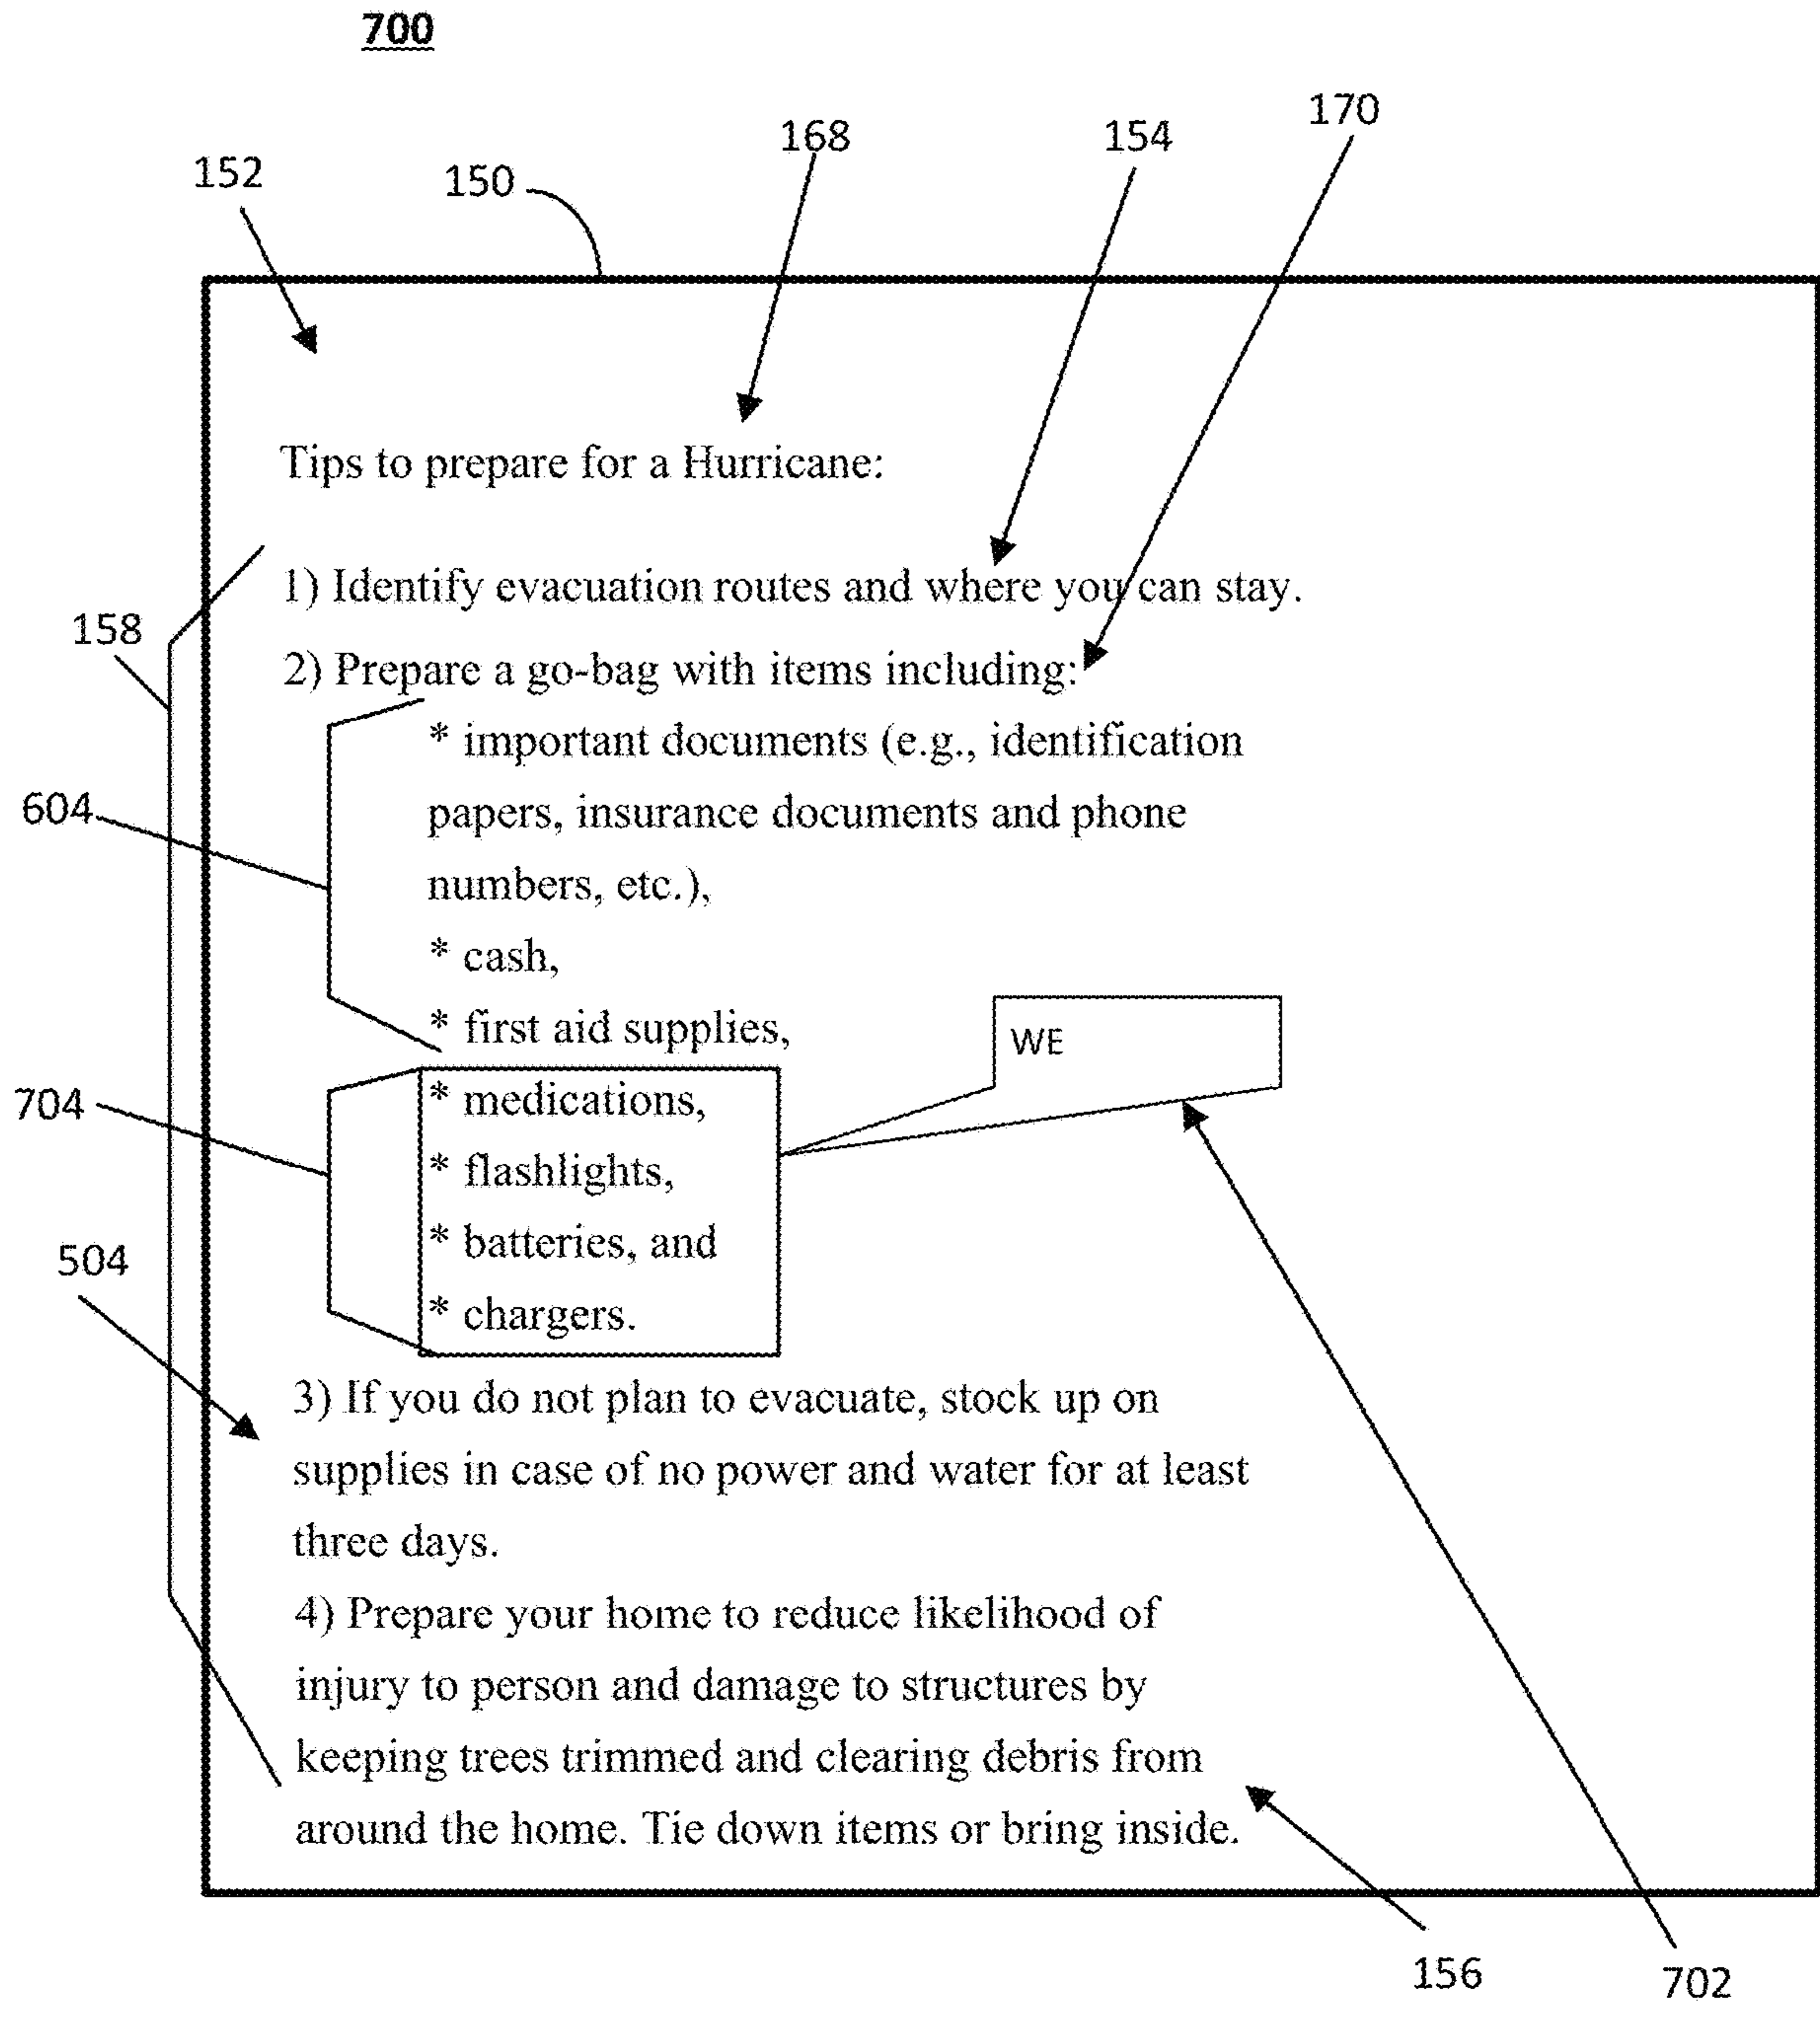 700
168
154
170
152
150
Tips to prepare for a Hurricane:
1) Identify evacuation routes and where you can stay.
158
2) Prepare a go-bag with items including:
* important documents (e.g., identification
604
papers, insurance documents and phone
numbers, etc.),
* cash,
* first aid supplies,
WE
704
* medications,
* flashlights,
* batteries, and
504
* chargers.
3) If you do not plan to evacuate, stock up on
supplies in case of no power and water for at least
three days.
4) Prepare your home to reduce likelihood of
injury to person and damage to structures by
keeping trees trimmed and clearing debris from
around the home. Tie down items or bring inside.
156
702